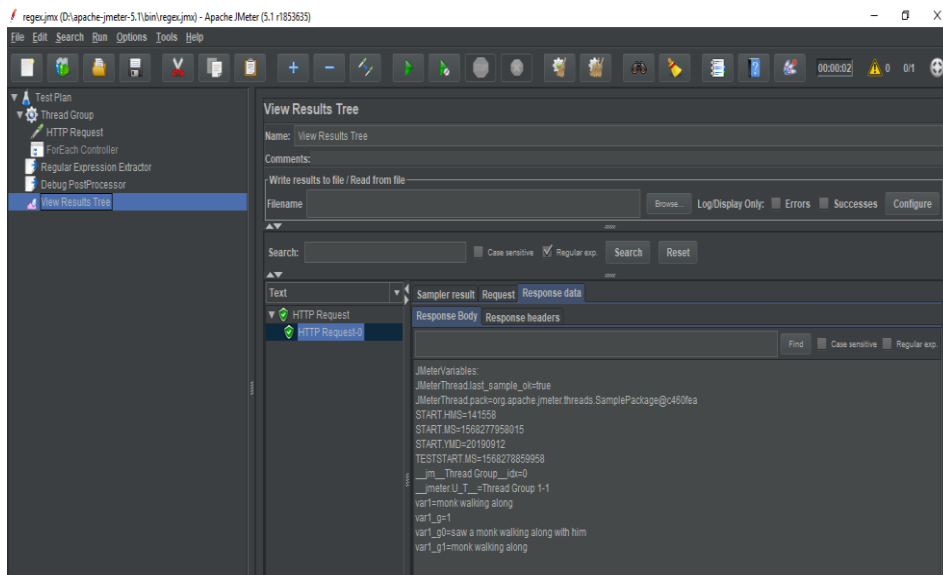 regex.jmx (D:\apache-jmeter-5.1\bin\regex.jmx) - Apache JMeter (5.1 r1853635)
File Edit Search Run Options Tools Help
00:00:02 0 0/1
Test Plan
Thread Group
HTTP Request
ForEach Controller
Regular Expression Extractor
Debug PostProcessor
View Results Tree
View Results Tree
Name: View Results Tree
Comments:
Write results to file / Read from file
Filename Browse... Log/Display Only: Errors Successes Configure
Search: Case sensitive Regular exp. Search Reset
Text
HTTP Request
HTTP Request-0
Sampler result Request Response data
Response Body Response headers
Find Case sensitive Regular exp.
JMeterVariables:
JMeterThread.last_sample_ok=true
JMeterThread.pack=org.apache.jmeter.threads.SamplePackage@c460fea
START.HMS=141558
START.MS=1568277958015
START.YMD=20190912
TESTSTART.MS=1568278859958
__jm__Thread Group__idx=0
__jmeter.U_T__=Thread Group 1-1
var1=monk walking along
var1_g=1
var1_g0=saw a monk walking along with him
var1_g1=monk walking along